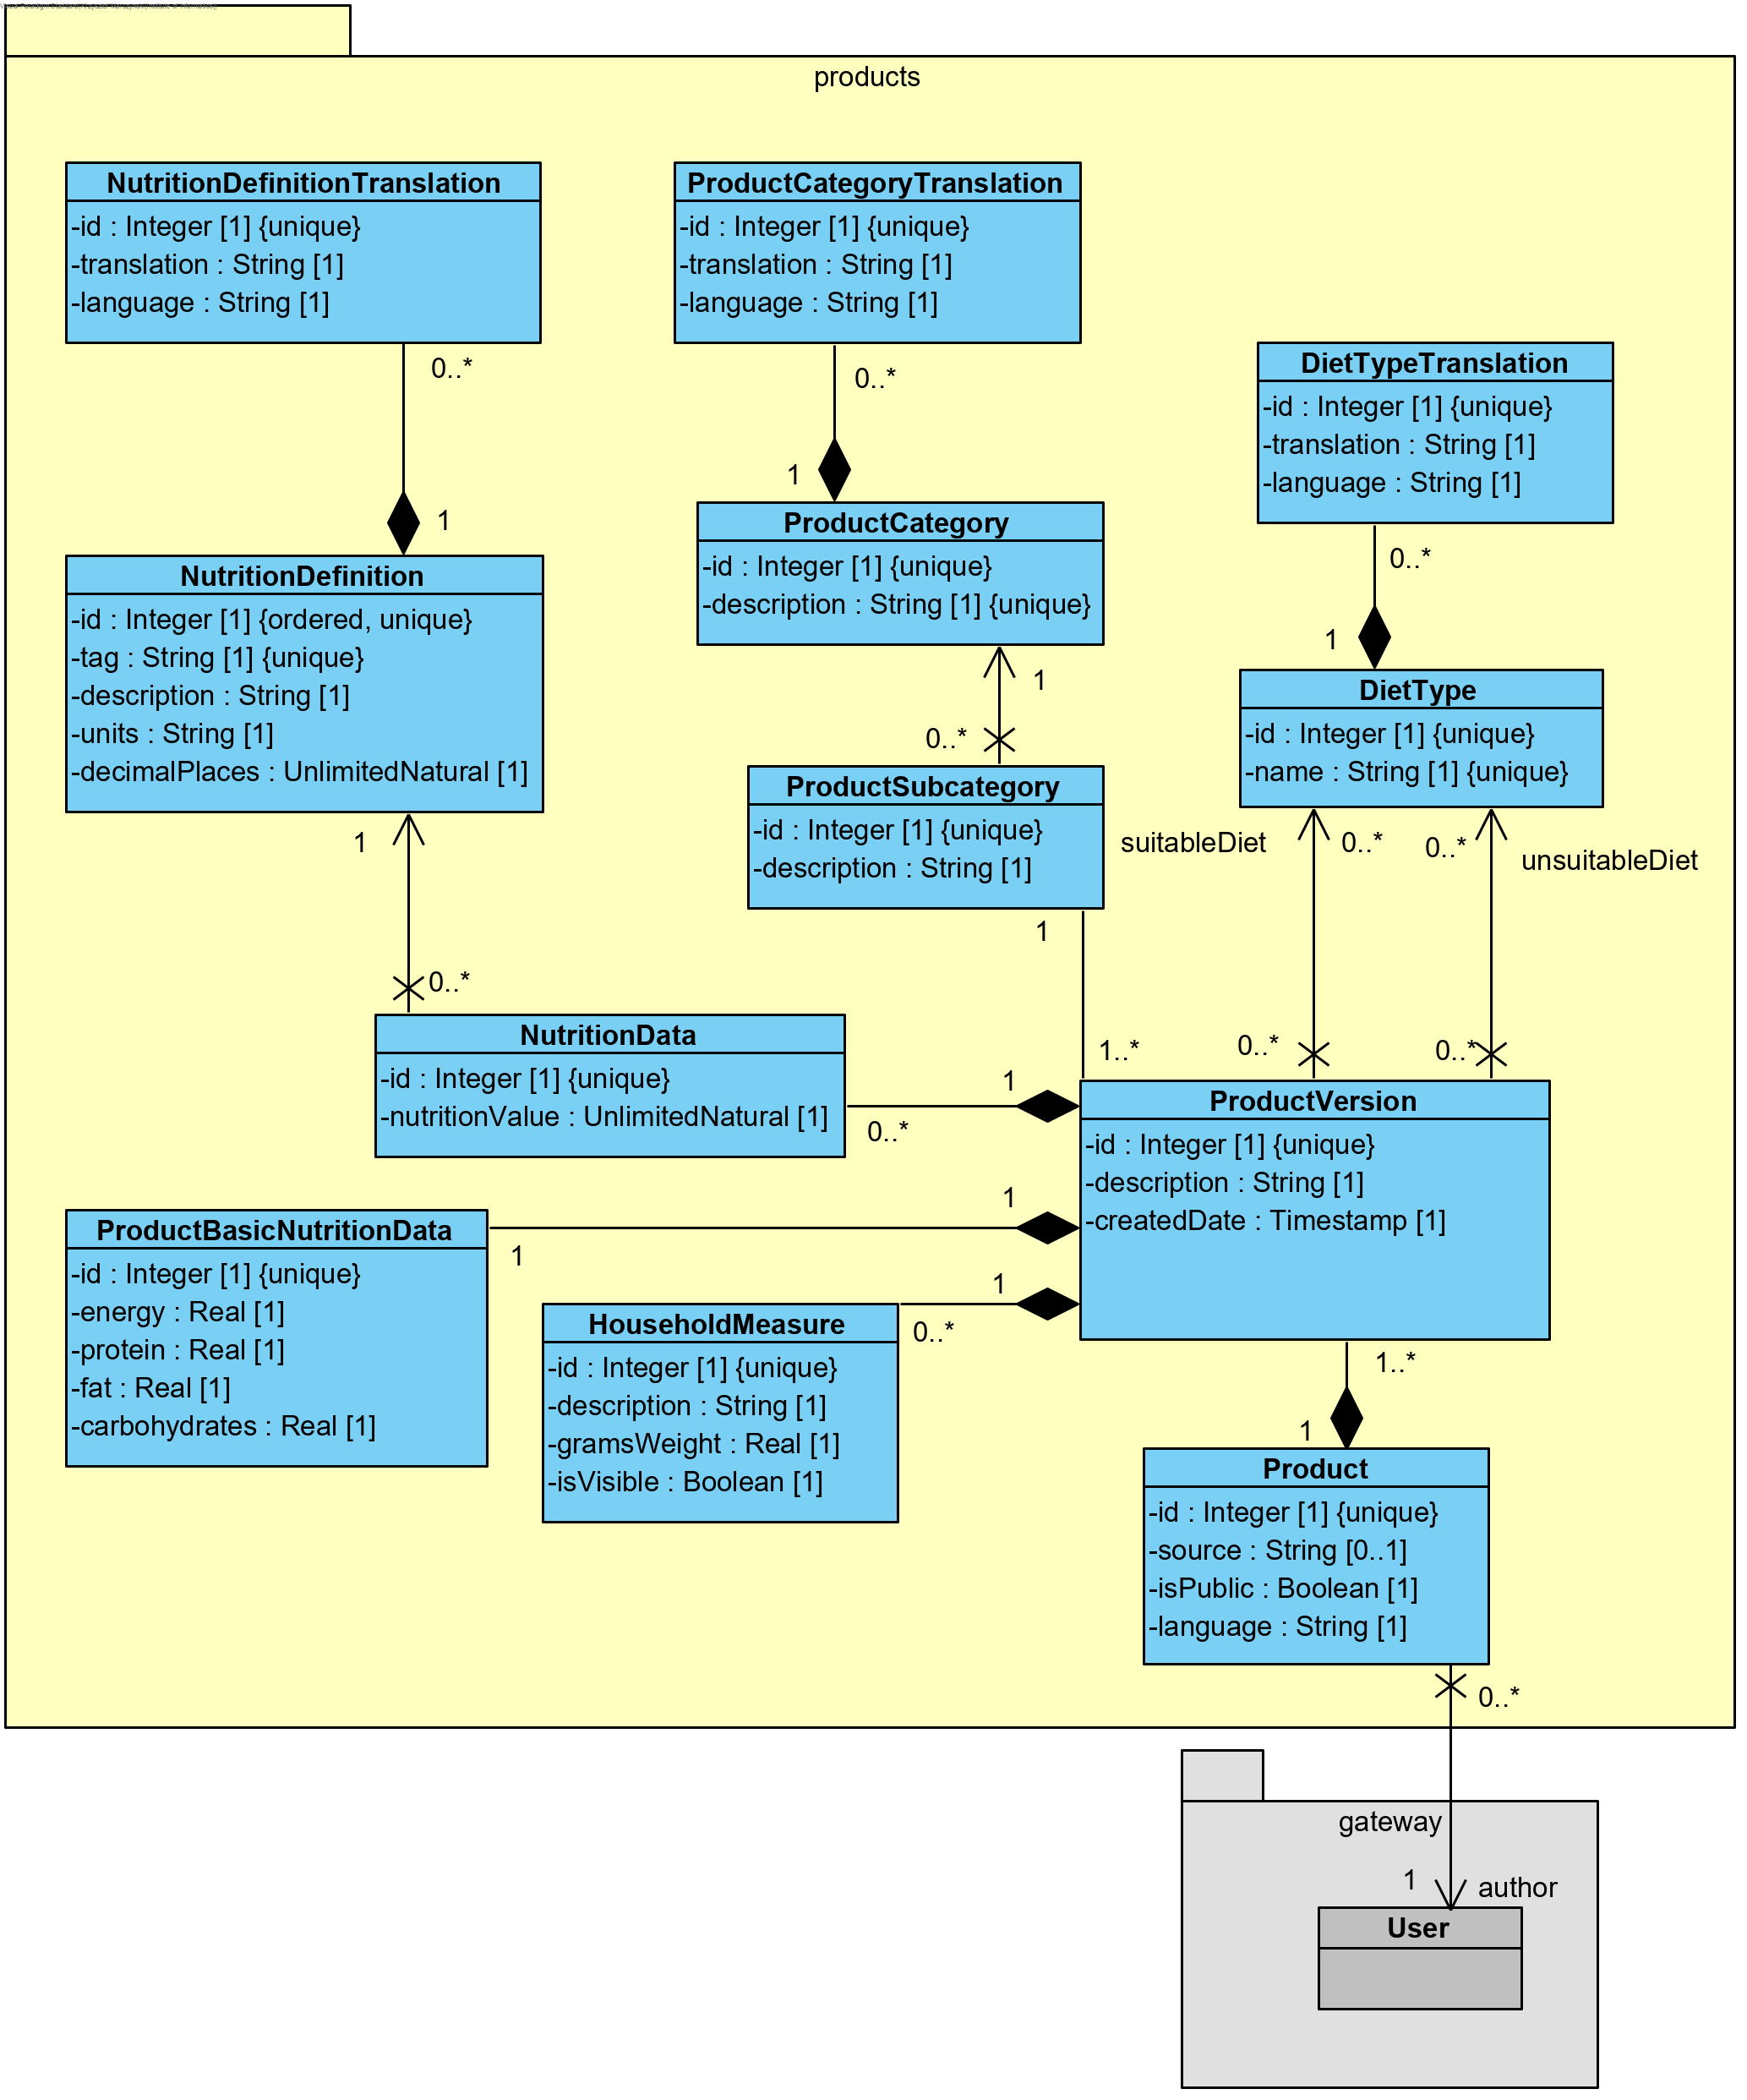 products
NutritionDefinitionTranslation
-id : Integer [1] {unique}
-translation : String [1]
-language : String [1]
0..*
1
ProductCategoryTranslation
-id : Integer [1] {unique}
-translation : String [1]
-language : String [1]
0..*
1
DietTypeTranslation
-id : Integer [1] {unique}
-translation : String [1]
-language : String [1]
0..*
1
NutritionDefinition
-id : Integer [1] {ordered, unique}
-tag : String [1] {unique}
-description : String [1]
-units : String [1]
-decimalPlaces : UnlimitedNatural [1]
1
0..*
ProductCategory
-id : Integer [1] {unique}
-description : String [1] {unique}
1
0..*
DietType
-id : Integer [1] {unique}
-name : String [1] {unique}
suitableDiet
0..*
0..*
unsuitableDiet
ProductSubcategory
-id : Integer [1] {unique}
-description : String [1]
1
1..*
0..*
0..*
NutritionData
-id : Integer [1] {unique}
-nutritionValue : UnlimitedNatural [1]
1
0..*
ProductVersion
-id : Integer [1] {unique}
-description : String [1]
-createdDate : Timestamp [1]
ProductBasicNutritionData
-id : Integer [1] {unique}
-energy : Real [1]
-protein : Real [1]
-fat : Real [1]
-carbohydrates : Real [1]
1
1
HouseholdMeasure
-id : Integer [1] {unique}
-description : String [1]
-gramsWeight : Real [1]
-isVisible : Boolean [1]
1
0..*
1..*
1
Product
-id : Integer [1] {unique}
-source : String [0..1]
-isPublic : Boolean [1]
-language : String [1]
0..*
gateway
1
author
User